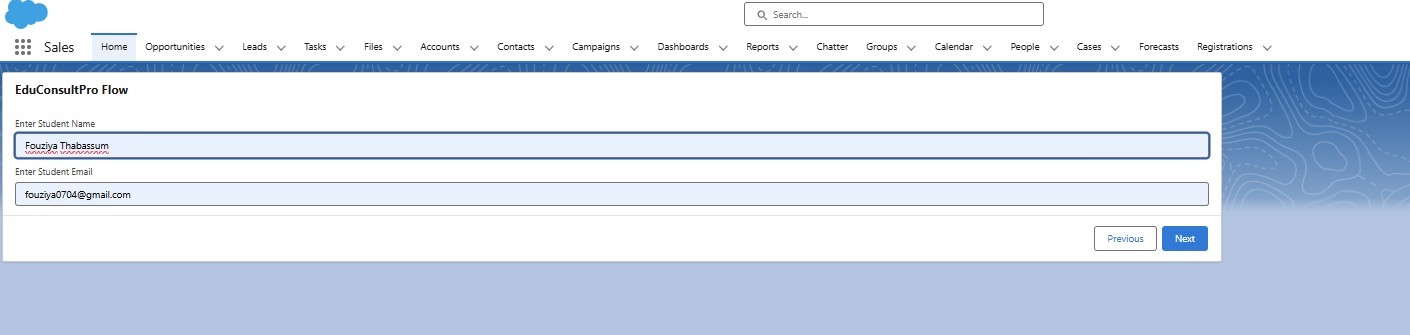 Search...
Sales Home Opportunities Leads Tasks Files Accounts Contacts Campaigns Dashboards Reports Chatter Groups Calendar People Cases Forecasts Registrations
EduConsultPro Flow
Enter Student Name
Fouziya Thabassum
Enter Student Email
fouziya0704@gmail.com
Previous Next